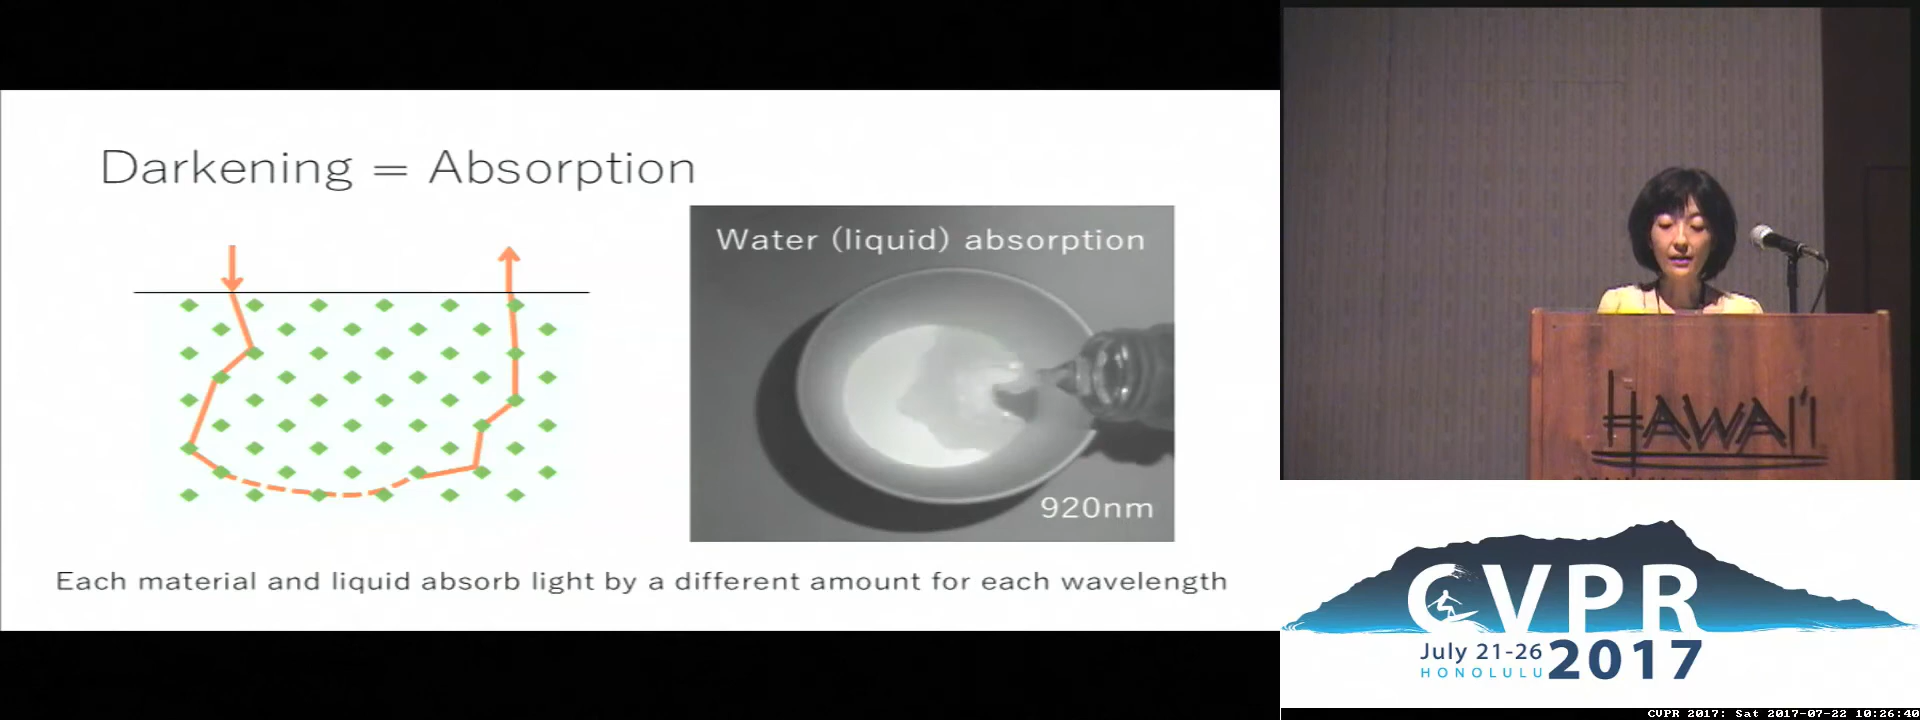 Darkening = Absorption
Water (liquid) absorption
920nm
Each material and liquid absorb light by a different amount for each wavelength
HAWAI'I
CVPR
July 21-26
HONOLULU
2017
CVPR 2017: Sat 2017-07-22 10:26:40